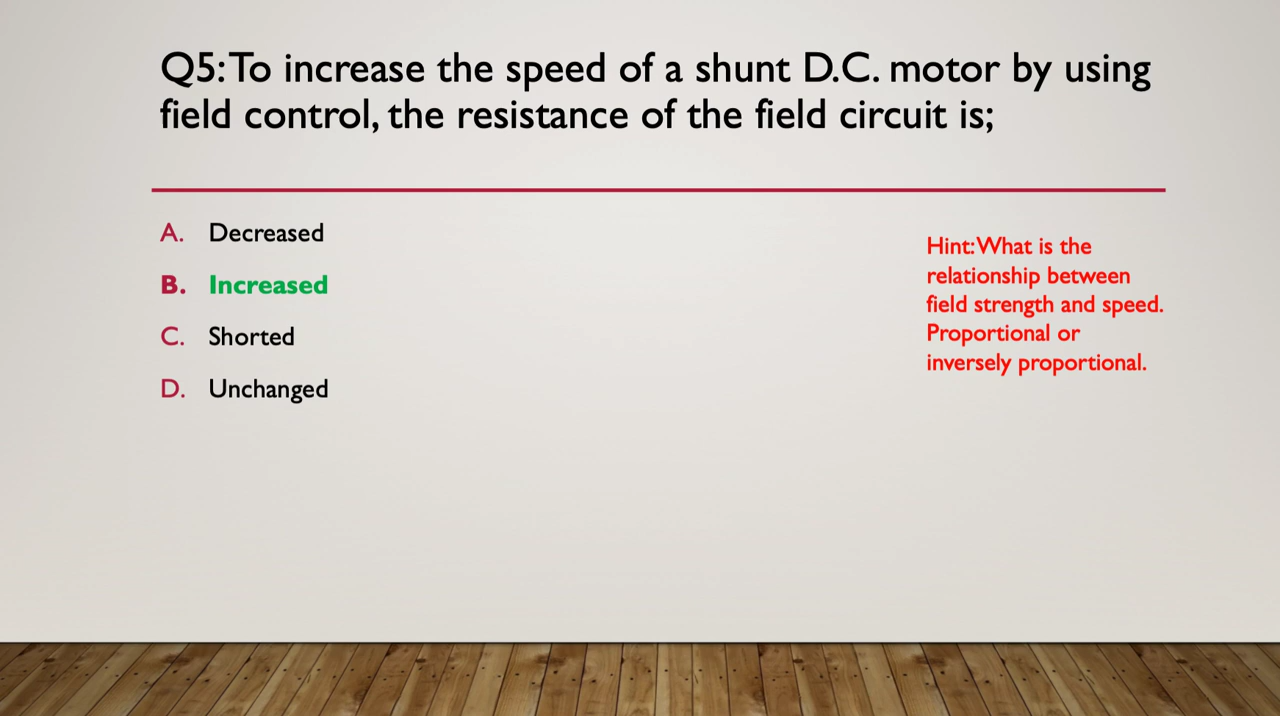 Q5: To increase the speed of a shunt D.C. motor by using
field control, the resistance of the field circuit is;
A. Decreased
B. Increased
C. Shorted
D. Unchanged
Hint: What is the
relationship between
field strength and speed.
Proportional or
inversely proportional.